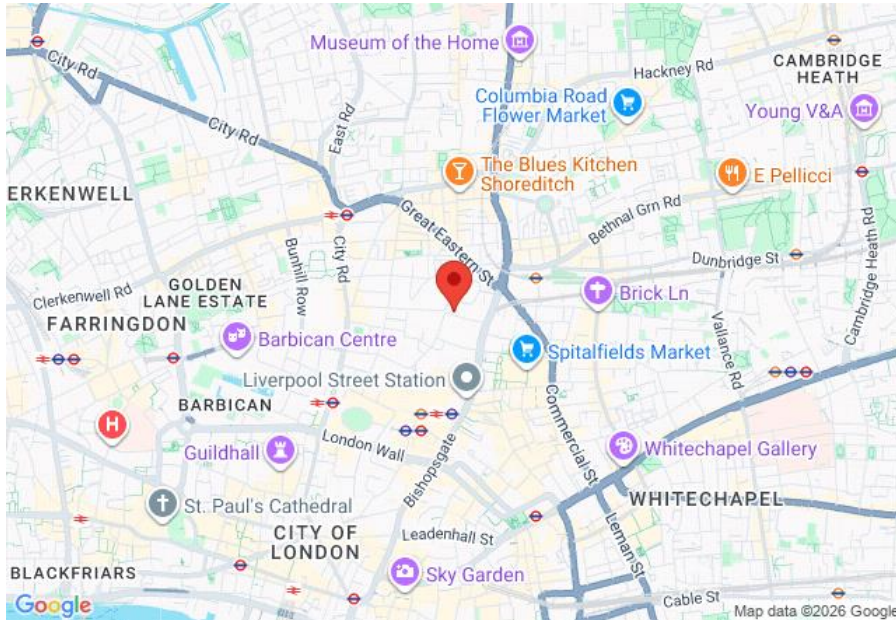 Museum of the Home
City Rd
Hackney Rd
CAMBRIDGE
HEATH
Columbia Road
Flower Market
Young V&A
City Rd
East Rd
The Blues Kitchen
Shoreditch
E Pellicci
ERKENWELL
Great Eastern St
Bethnal Grn Rd
Bunhill Row
City Rd
Dunbridge St
Cambridge Heath Rd
Clerkenwell Rd
GOLDEN
LANE ESTATE
Brick Ln
FARRINGDON
Barbican Centre
Vallance Rd
Spitalfields Market
Liverpool Street Station
BARBICAN
H
Commercial St
London Wall
Guildhall
Bishopsgate
Whitechapel Gallery
St. Paul's Cathedral
WHITECHAPEL
CITY OF
LONDON
Leadenhall St
Leman St
BLACKFRIARS
Sky Garden
Cable St
Google
Map data ©2026 Google